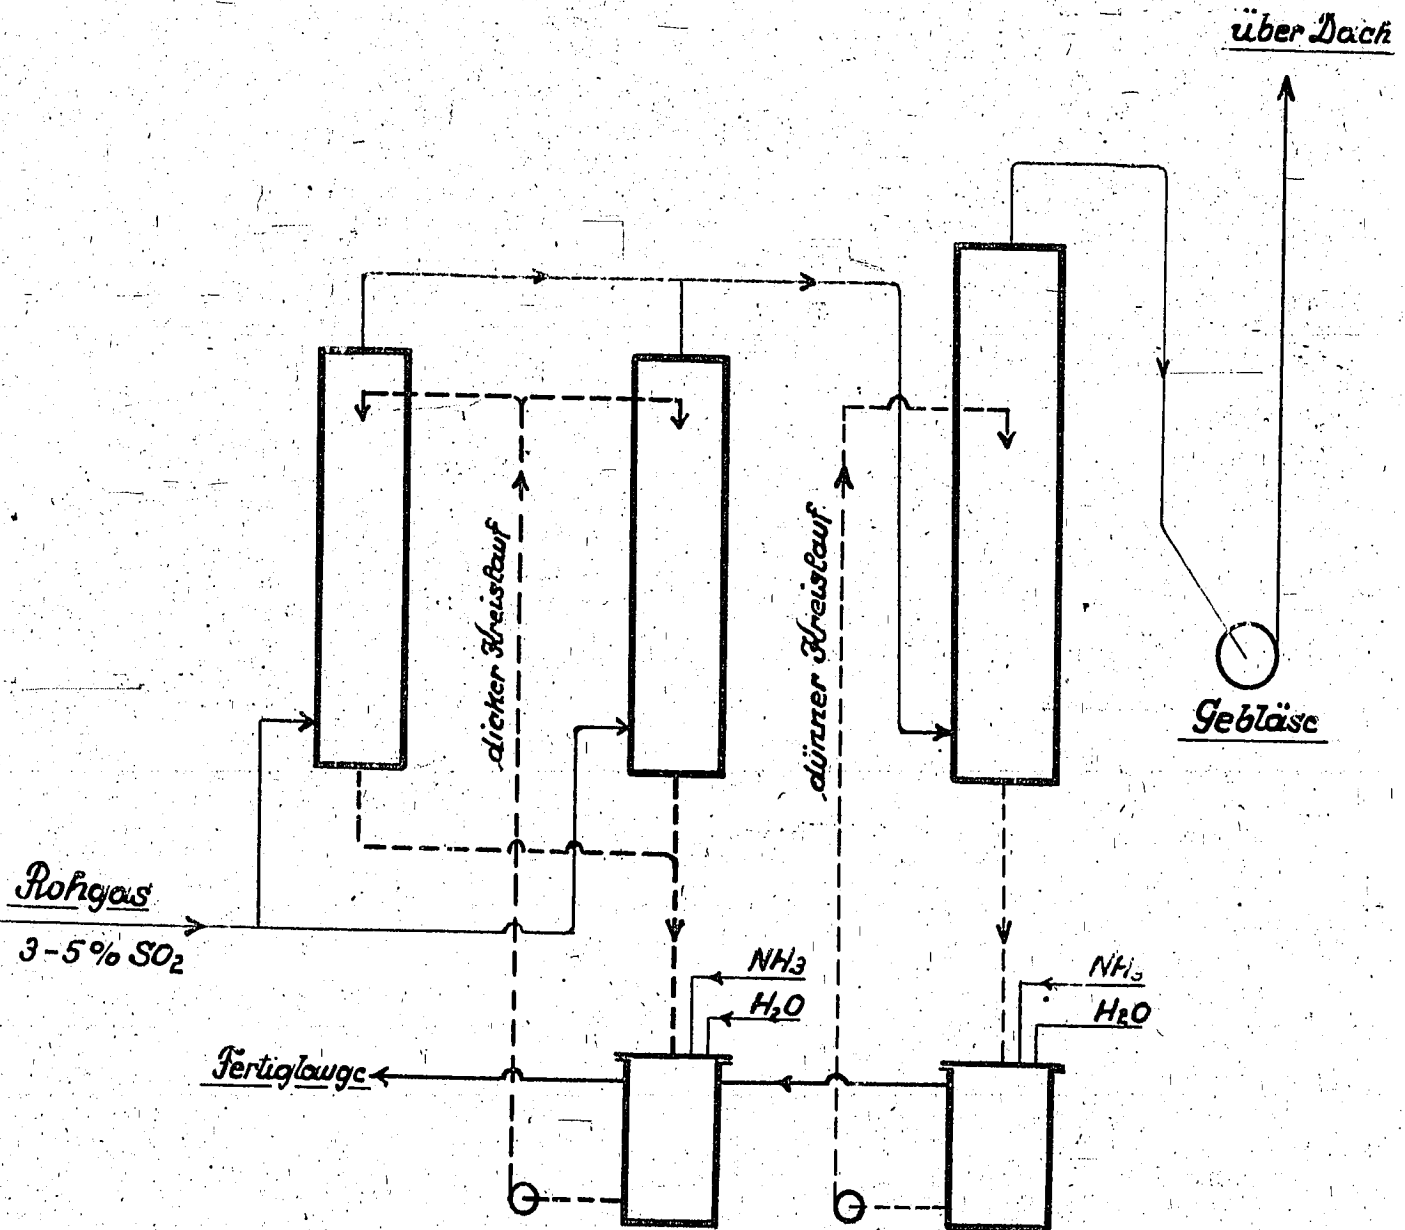 über Dach
dicker Kreislauf
dünner Kreislauf
Gebläse
Rohgas
3-5% SO₂
NH₃
H₂O
NH₃
H₂O
Fertiglauge